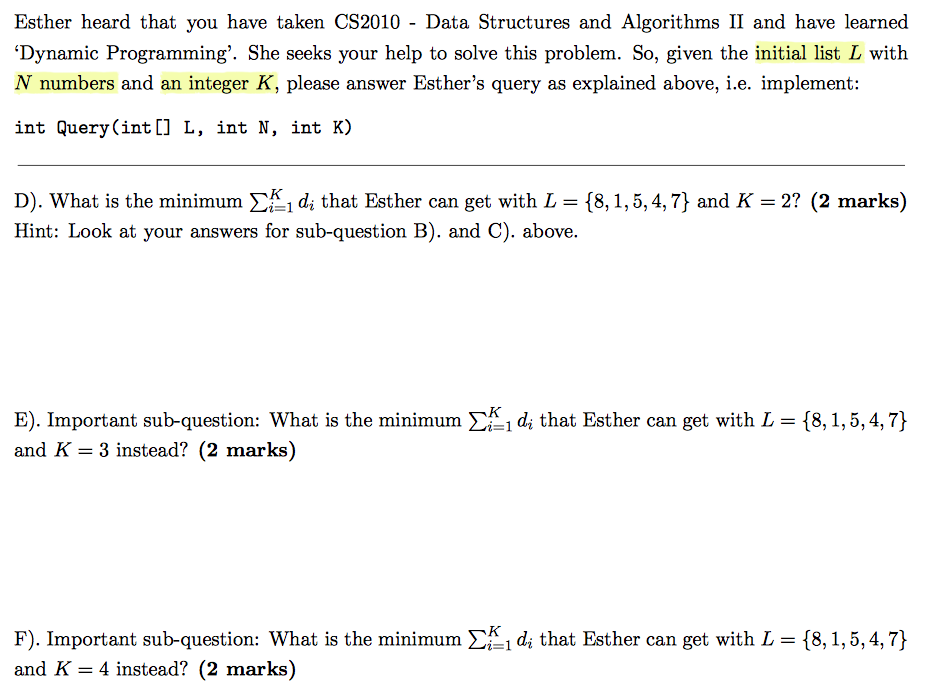 Esther heard that you have taken CS2010 - Data Structures and Algorithms II and have learned
‘Dynamic Programming’. She seeks your help to solve this problem. So, given the initial list L with
N numbers and an integer K, please answer Esther’s query as explained above, i.e. implement:
int Query(int[] L, int N, int K)
D). What is the minimum ∑_{i=1}^{K} d_i that Esther can get with L = {8, 1, 5, 4, 7} and K = 2? (2 marks)
Hint: Look at your answers for sub-question B). and C). above.
E). Important sub-question: What is the minimum ∑_{i=1}^{K} d_i that Esther can get with L = {8, 1, 5, 4, 7}
and K = 3 instead? (2 marks)
F). Important sub-question: What is the minimum ∑_{i=1}^{K} d_i that Esther can get with L = {8, 1, 5, 4, 7}
and K = 4 instead? (2 marks)